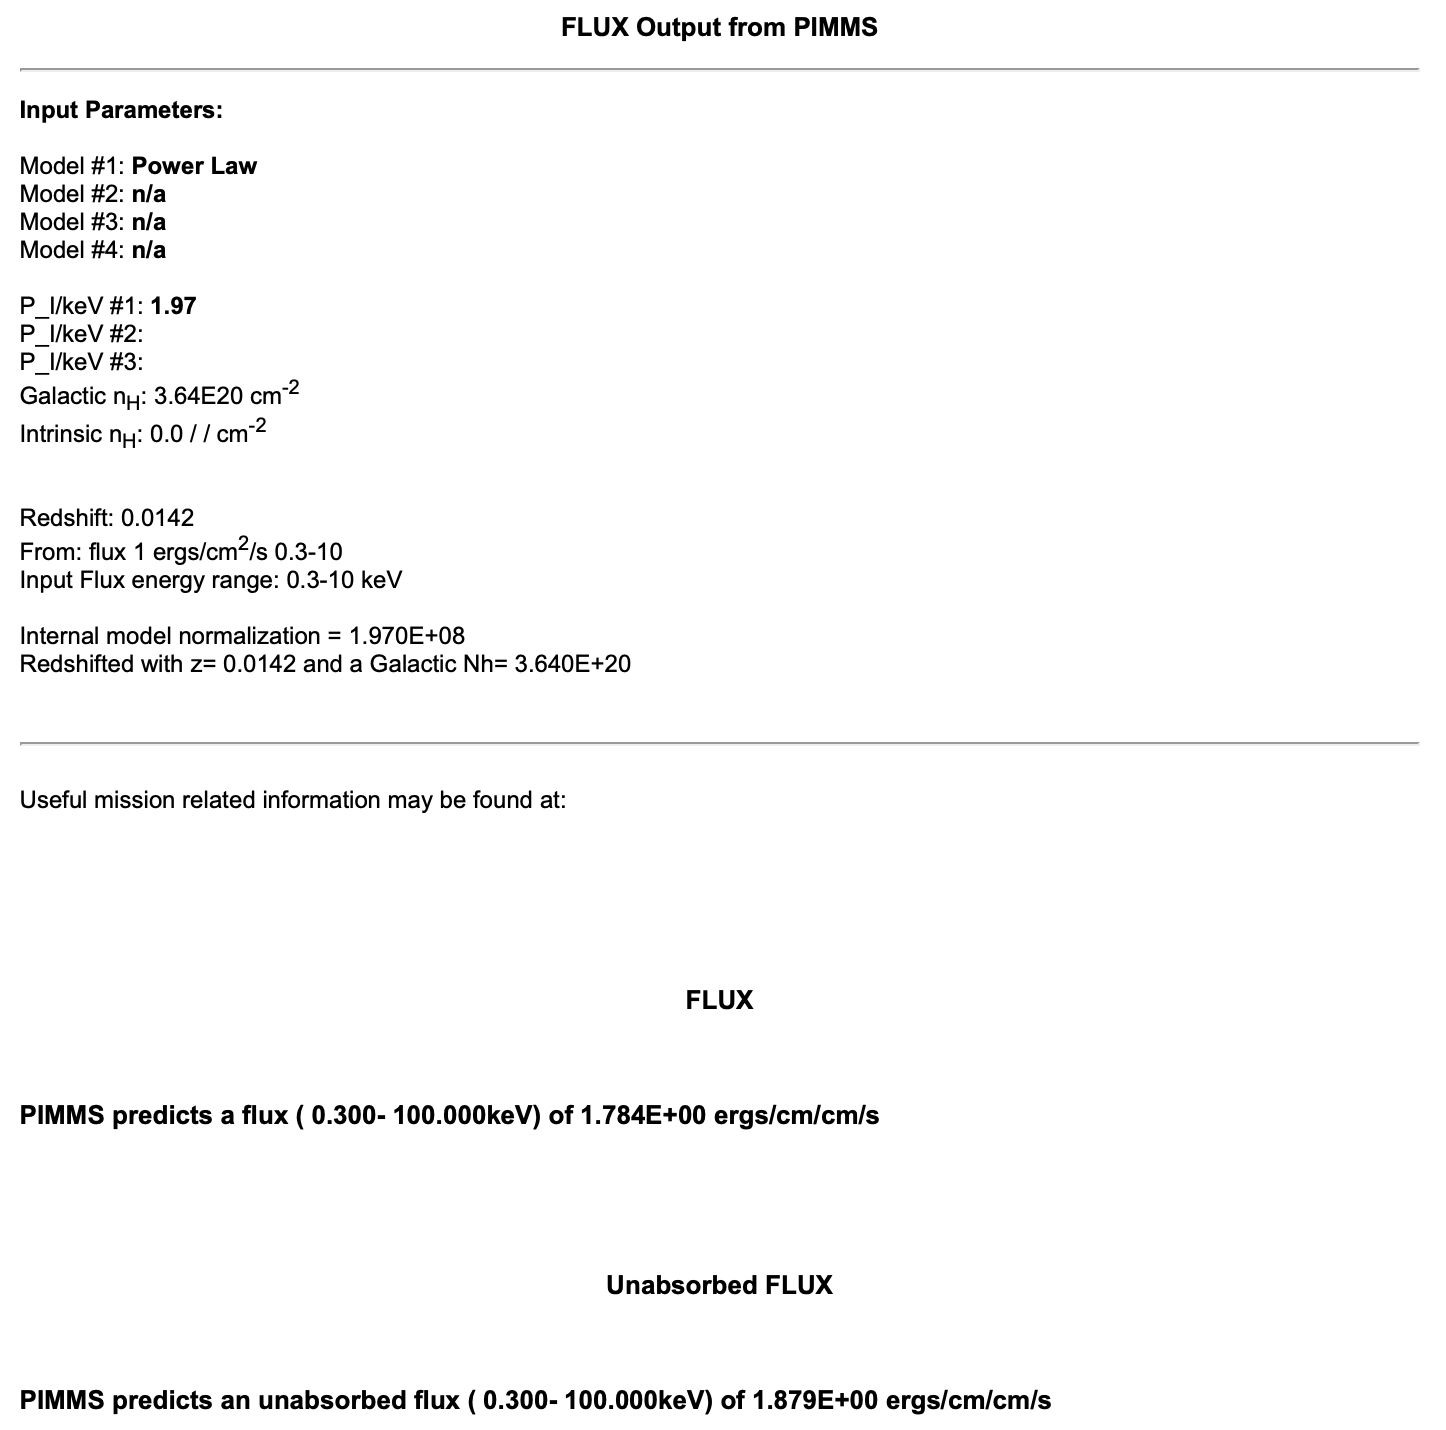 FLUX Output from PIMMS
Input Parameters:
Model #1: Power Law
Model #2: n/a
Model #3: n/a
Model #4: n/a
P_I/keV #1: 1.97
P_I/keV #2:
P_I/keV #3:
Galactic nH: 3.64E20 cm-2
Intrinsic nH: 0.0 / / cm-2
Redshift: 0.0142
From: flux 1 ergs/cm2/s 0.3-10
Input Flux energy range: 0.3-10 keV
Internal model normalization = 1.970E+08
Redshifted with z= 0.0142 and a Galactic Nh= 3.640E+20
Useful mission related information may be found at:
FLUX
PIMMS predicts a flux ( 0.300- 100.000keV) of 1.784E+00 ergs/cm/cm/s
Unabsorbed FLUX
PIMMS predicts an unabsorbed flux ( 0.300- 100.000keV) of 1.879E+00 ergs/cm/cm/s